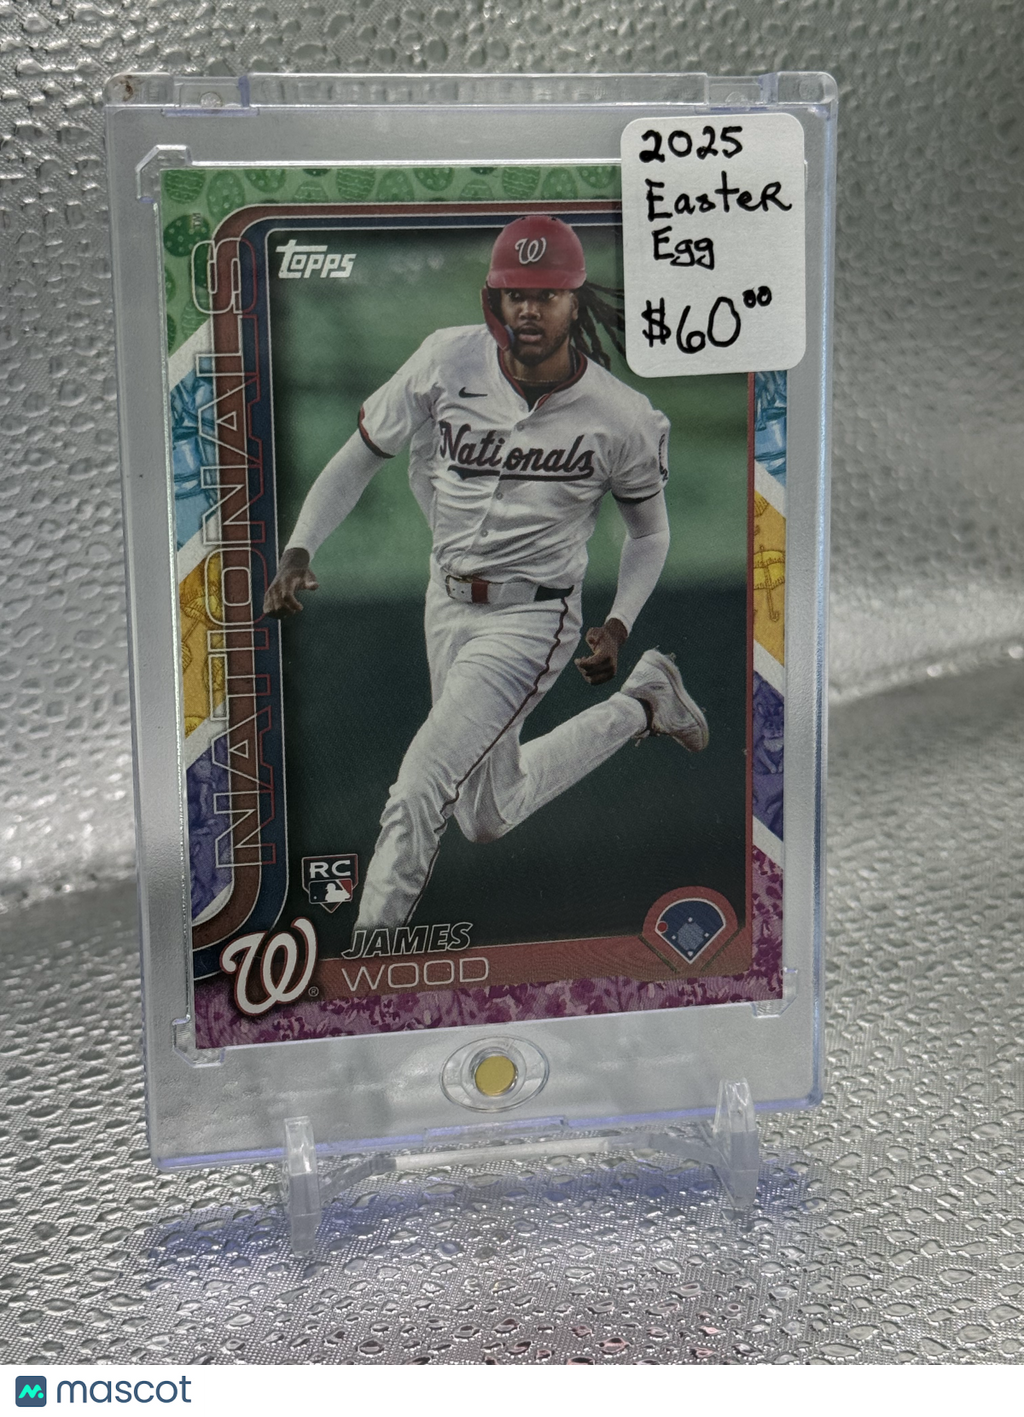 2025
Easter
Egg
$60.00
TOPPS
NATIONALS
W
Nationals
RC
W
JAMES
WOOD
®
mascot